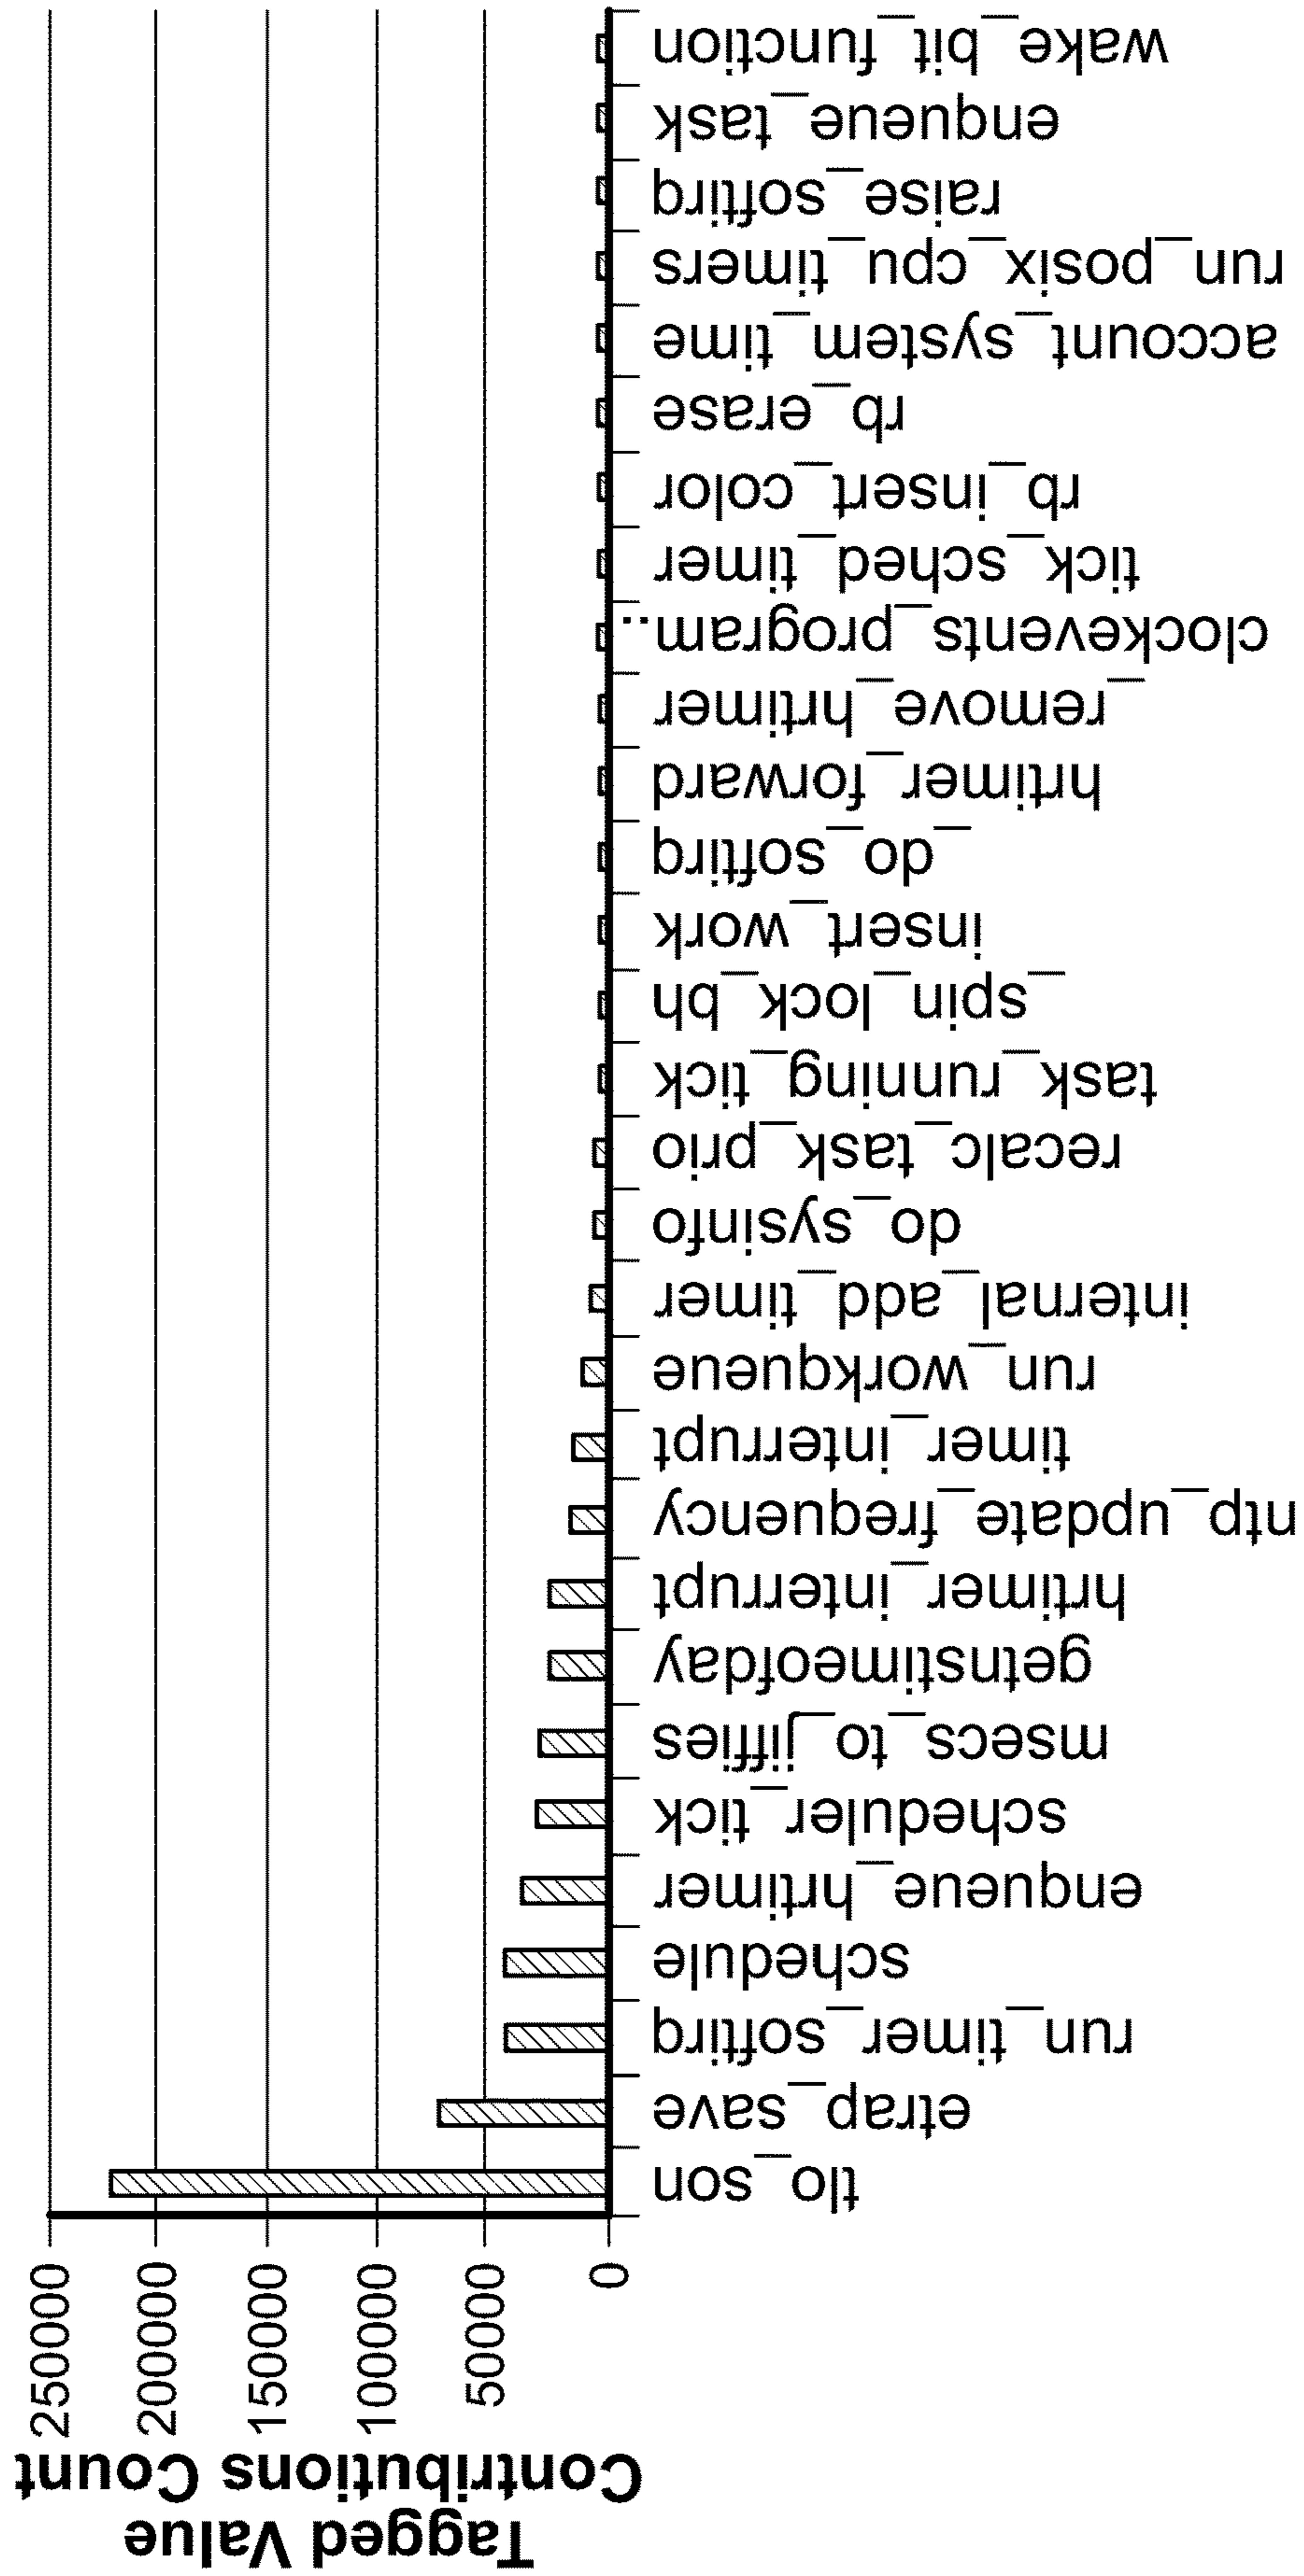 Tagged Value
Contributions Count
250000
200000
150000
100000
50000
0
tlo_son
etrap_save
run_timer_softirq
schedule
enqueue_hrtimer
scheduler_tick
msecs_to_jiffies
getnstimeofday
hrtimer_interrupt
ntp_update_frequency
timer_interrupt
run_workqueue
internal_add_timer
do_sysinfo
recalc_task_prio
task_running_tick
_spin_lock_bh
insert_work
_do_softirq
hrtimer_forward
_remove_hrtimer
clockevents_program...
tick_sched_timer
rb_insert_color
rb_erase
account_system_time
run_posix_cpu_timers
raise_softirq
enqueue_task
wake_bit_function